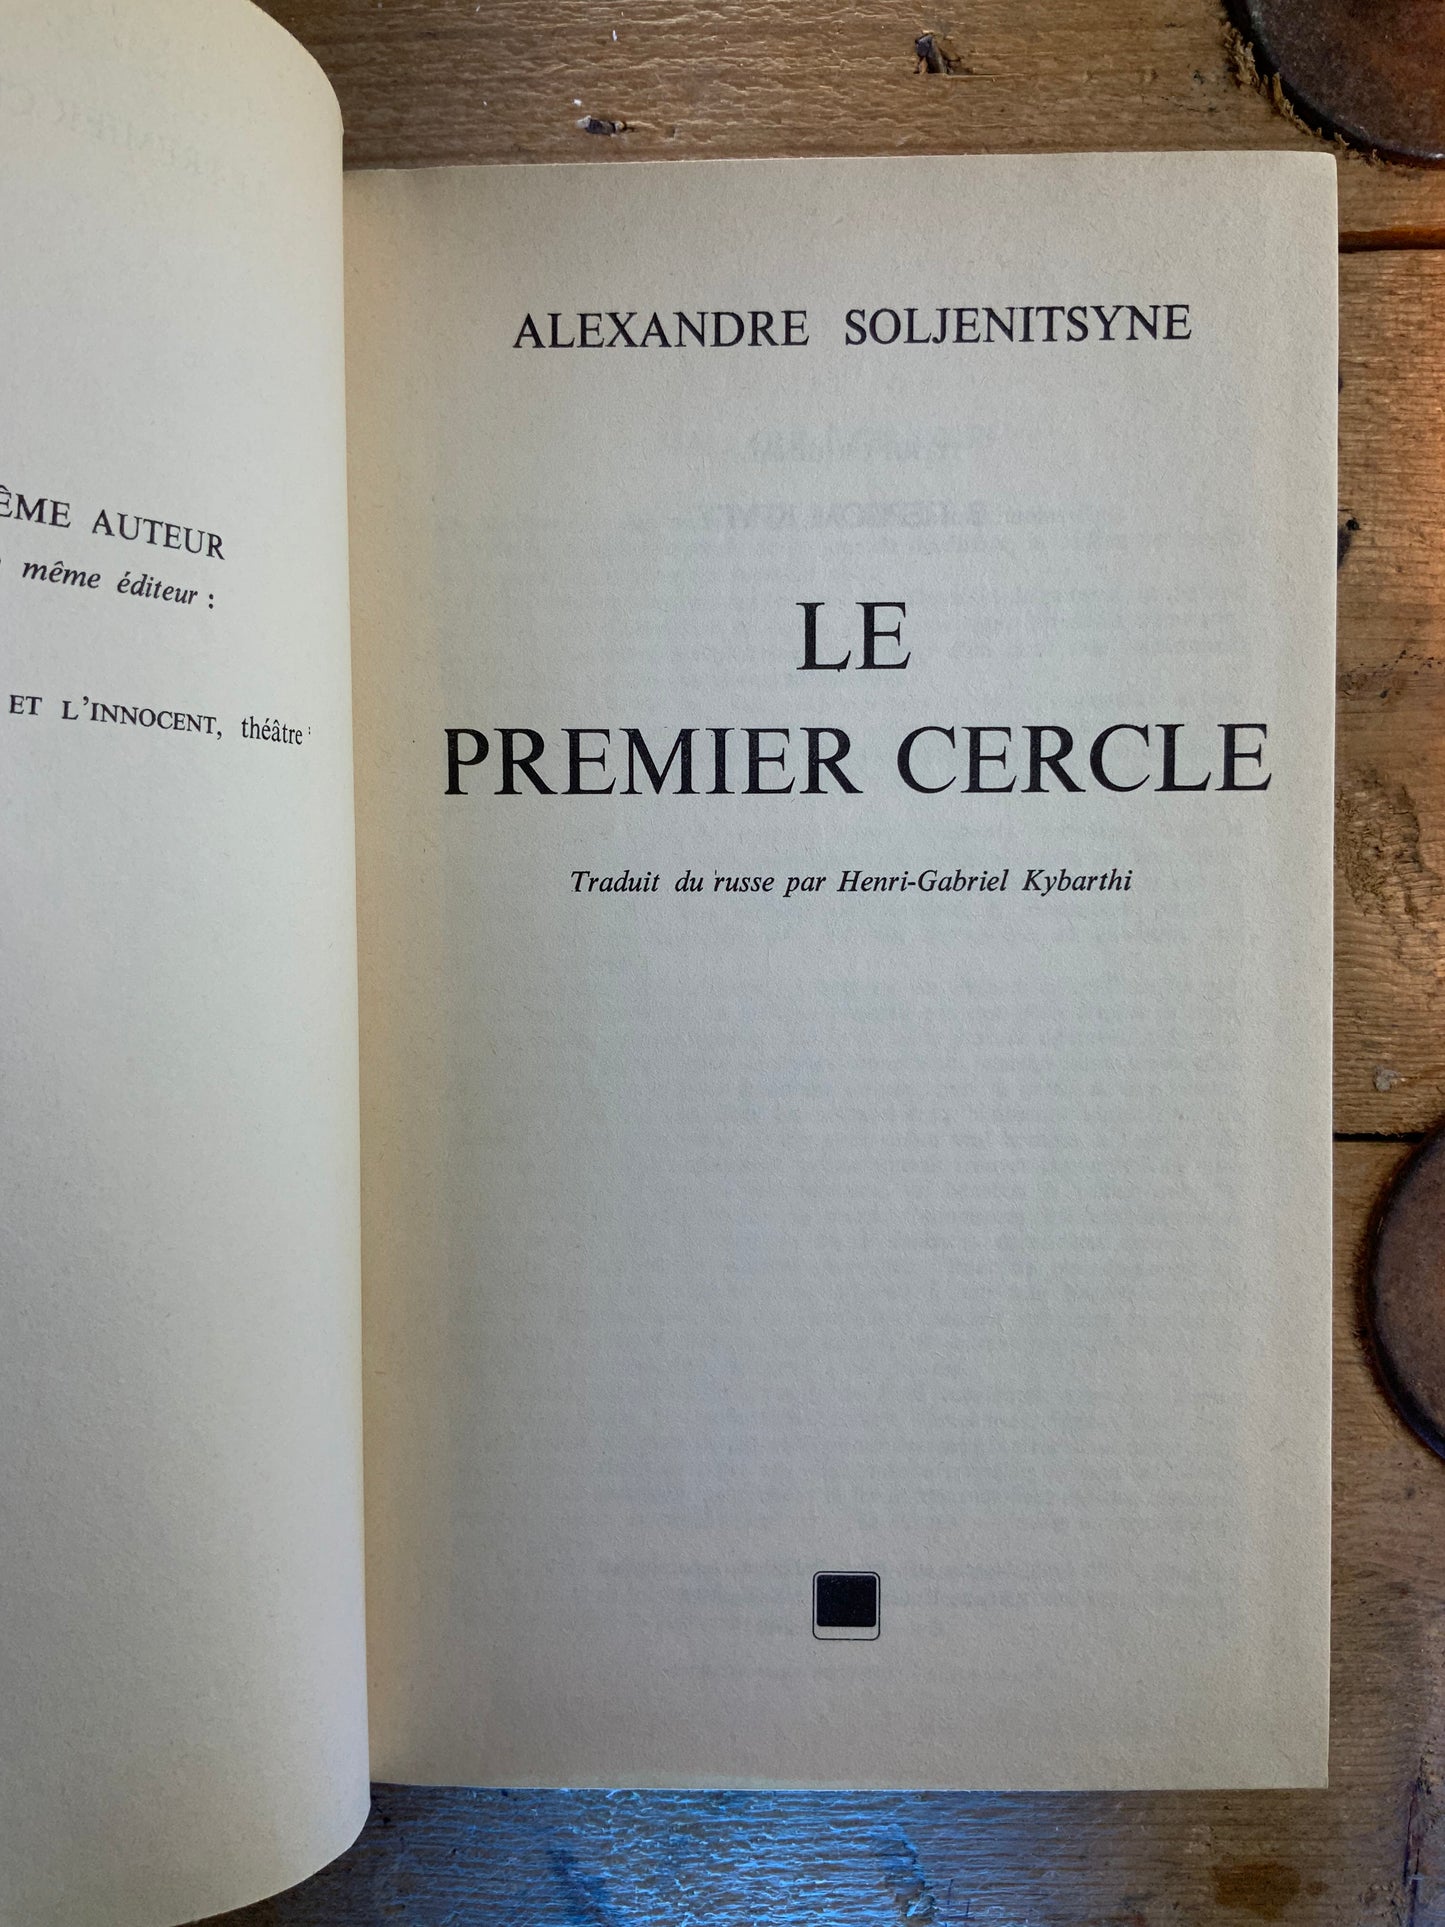 ÊME AUTEUR
même éditeur :
ET L'INNOCENT, théâtre
ALEXANDRE SOLJENITSYNE
LE
PREMIER CERCLE
Traduit du russe par Henri-Gabriel Kybarthi